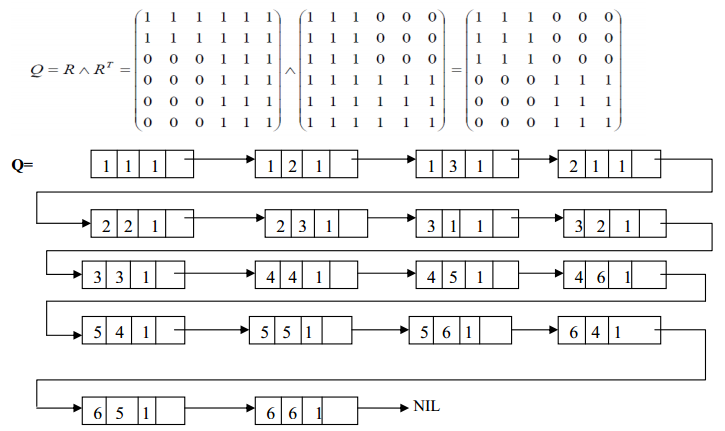 1 1 1 1 1 1 1 1 1 0 0 0 1 1 1 0 0 0
1 1 1 1 1 1 1 1 1 0 0 0 1 1 1 0 0 0
0 0 0 1 1 1 1 1 1 0 0 0 1 1 1 0 0 0
Q = R ∧ Rᵀ = ∧ =
0 0 0 1 1 1 1 1 1 1 1 1 0 0 0 1 1 1
0 0 0 1 1 1 1 1 1 1 1 1 0 0 0 1 1 1
0 0 0 1 1 1 1 1 1 1 1 1 0 0 0 1 1 1
Q= 1 1 1 1 2 1 1 3 1 2 1 1
2 2 1 2 3 1 3 1 1 3 2 1
3 3 1 4 4 1 4 5 1 4 6 1
5 4 1 5 5 1 5 6 1 6 4 1
6 5 1 6 6 1 NIL